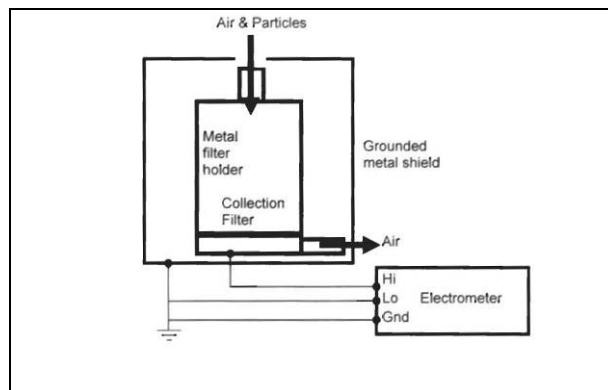 Air & Particles
Metal
filter
holder
Grounded
metal shield
Collection
Filter
Air
Hi
Lo
Electrometer
Gnd